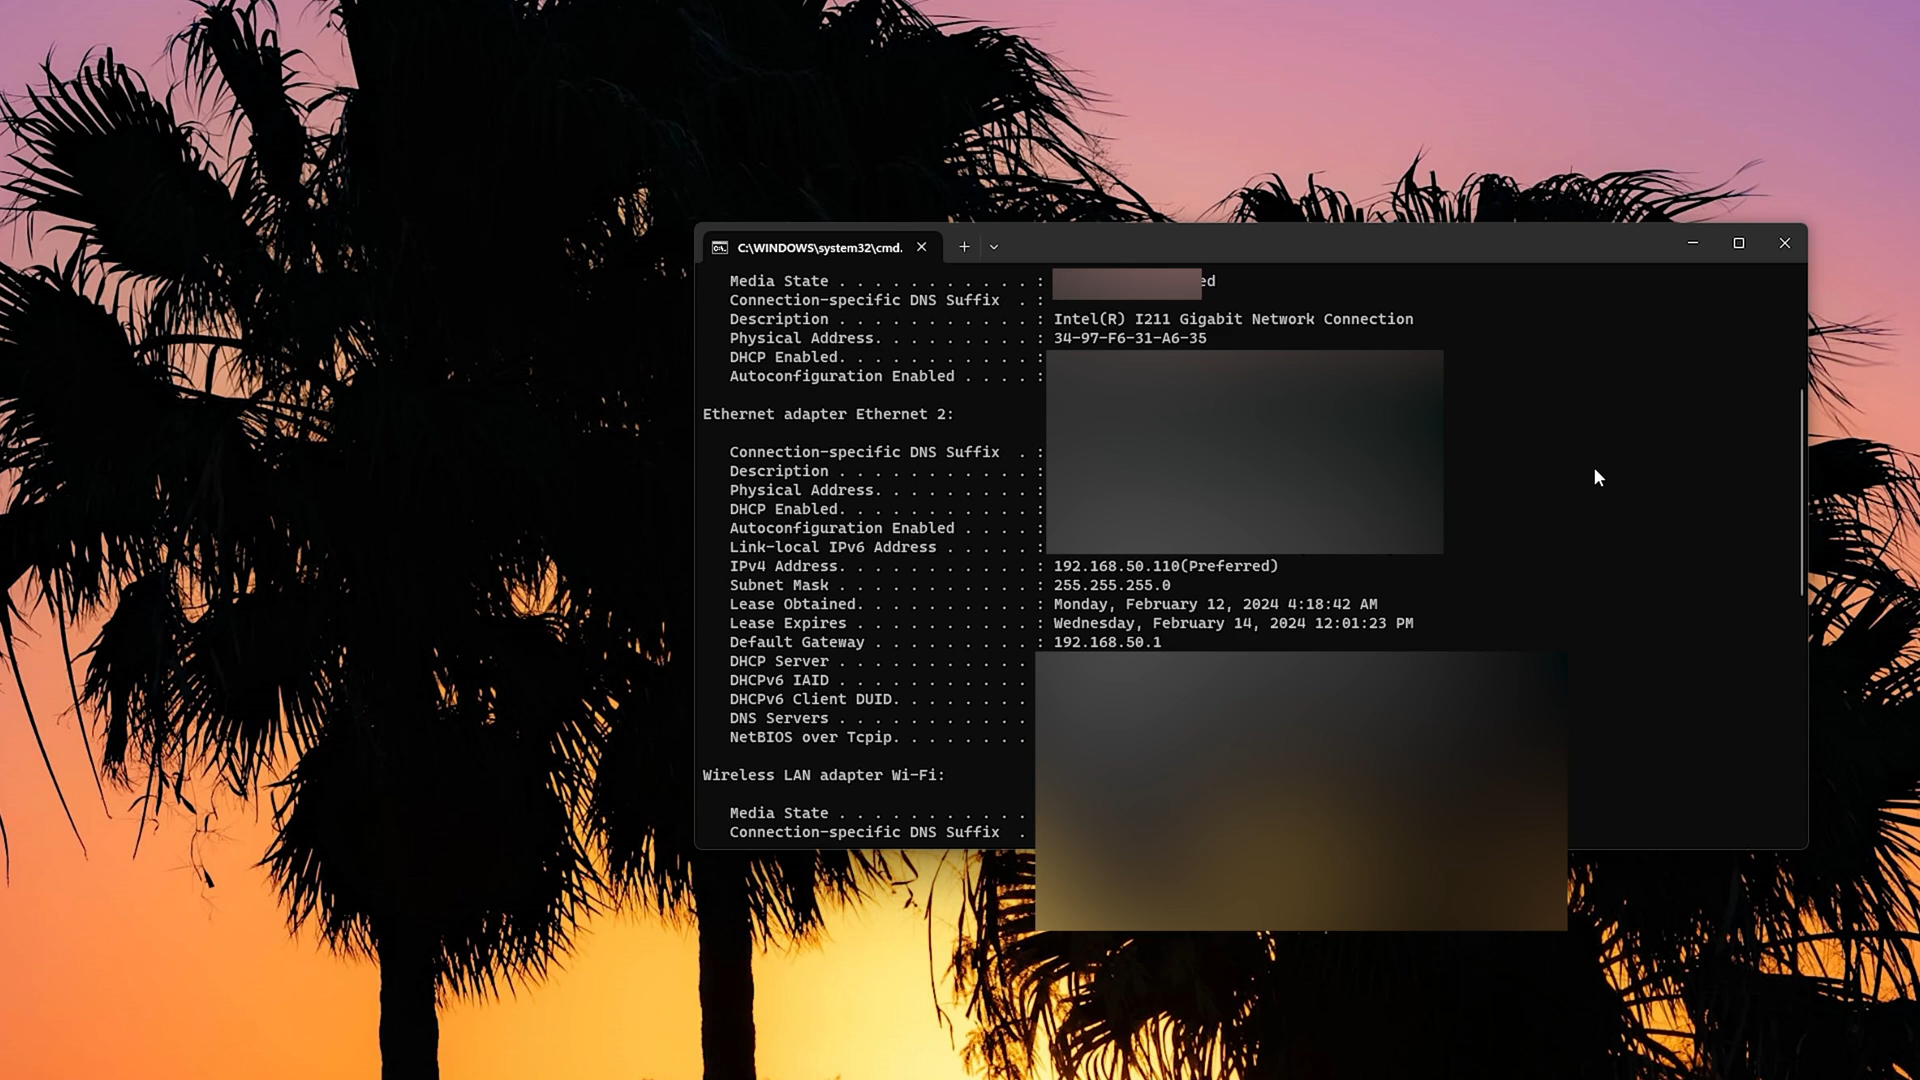 C:\WINDOWS\system32\cmd.
Media State . . . . . . . . . . . : ed
Connection-specific DNS Suffix  . :
Description . . . . . . . . . . . : Intel(R) I211 Gigabit Network Connection
Physical Address. . . . . . . . . : 34-97-F6-31-A6-35
DHCP Enabled. . . . . . . . . . . :
Autoconfiguration Enabled . . . . :
Ethernet adapter Ethernet 2:
Connection-specific DNS Suffix  . :
Description . . . . . . . . . . . :
Physical Address. . . . . . . . . :
DHCP Enabled. . . . . . . . . . . :
Autoconfiguration Enabled . . . . :
Link-local IPv6 Address . . . . . :
IPv4 Address. . . . . . . . . . . : 192.168.50.110(Preferred)
Subnet Mask . . . . . . . . . . . : 255.255.255.0
Lease Obtained. . . . . . . . . . : Monday, February 12, 2024 4:18:42 AM
Lease Expires . . . . . . . . . . : Wednesday, February 14, 2024 12:01:23 PM
Default Gateway . . . . . . . . . : 192.168.50.1
DHCP Server . . . . . . . . . . .
DHCPv6 IAID . . . . . . . . . . .
DHCPv6 Client DUID. . . . . . . .
DNS Servers . . . . . . . . . . .
NetBIOS over Tcpip. . . . . . . .
Wireless LAN adapter Wi-Fi:
Media State . . . . . . . . . . .
Connection-specific DNS Suffix  .